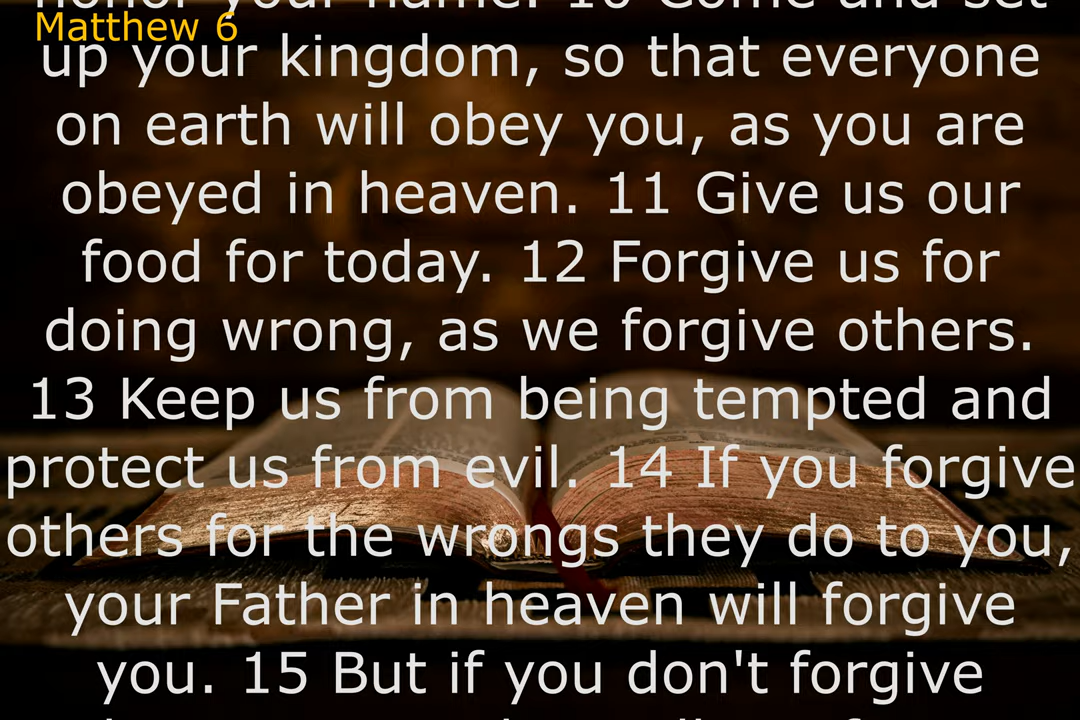 honor your name. 10 Come and set
Matthew 6
up your kingdom, so that everyone
on earth will obey you, as you are
obeyed in heaven. 11 Give us our
food for today. 12 Forgive us for
doing wrong, as we forgive others.
13 Keep us from being tempted and
protect us from evil. 14 If you forgive
others for the wrongs they do to you,
your Father in heaven will forgive
you. 15 But if you don't forgive